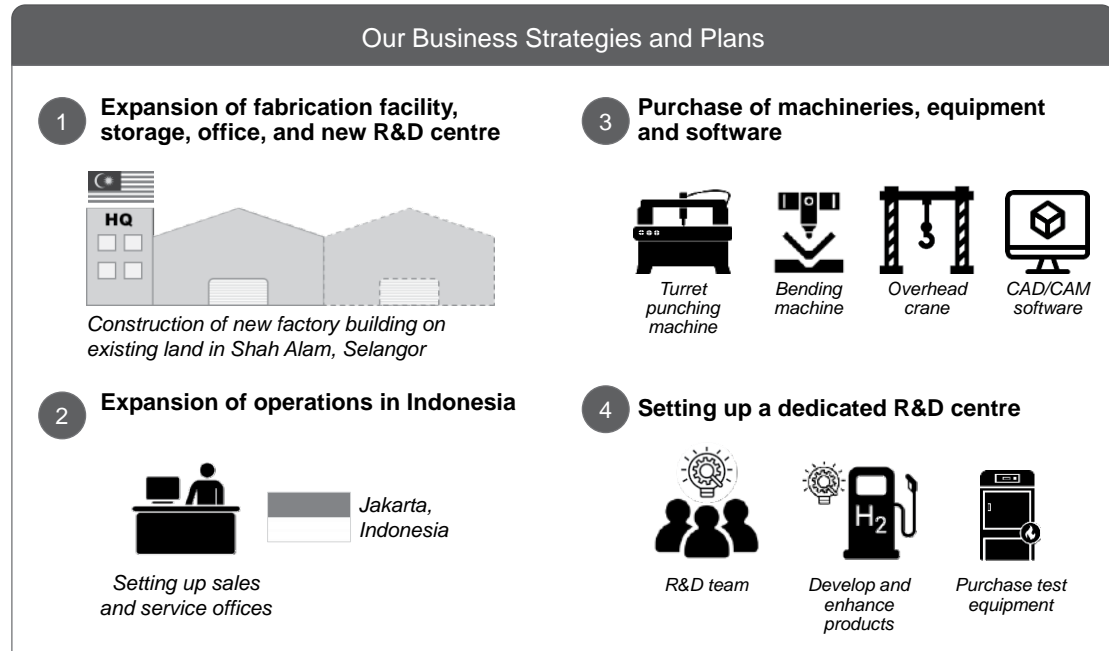 Our Business Strategies and Plans
1
Expansion of fabrication facility,
storage, office, and new R&D centre
HQ
Construction of new factory building on
existing land in Shah Alam, Selangor
2
Expansion of operations in Indonesia
Jakarta,
Indonesia
Setting up sales
and service offices
3
Purchase of machineries, equipment
and software
Turret
punching
machine
Bending
machine
Overhead
crane
CAD/CAM
software
4
Setting up a dedicated R&D centre
H2
R&D team
Develop and
enhance
products
Purchase test
equipment